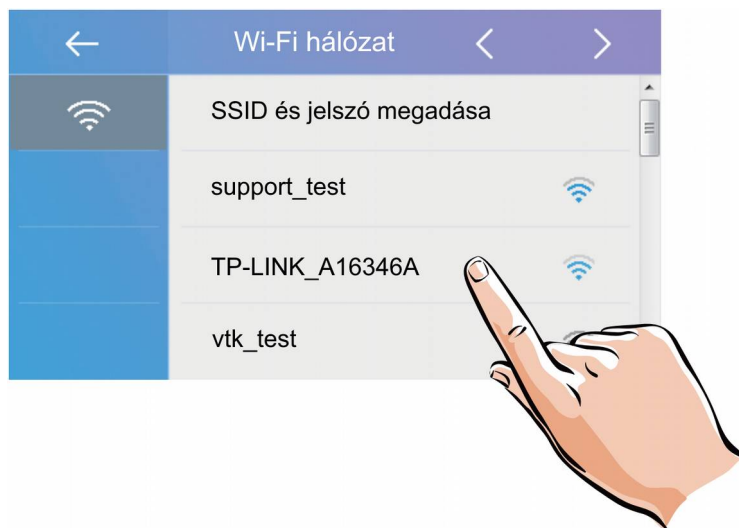 Wi-Fi hálózat
SSID és jelszó megadása
support_test
TP-LINK_A16346A
vtk_test